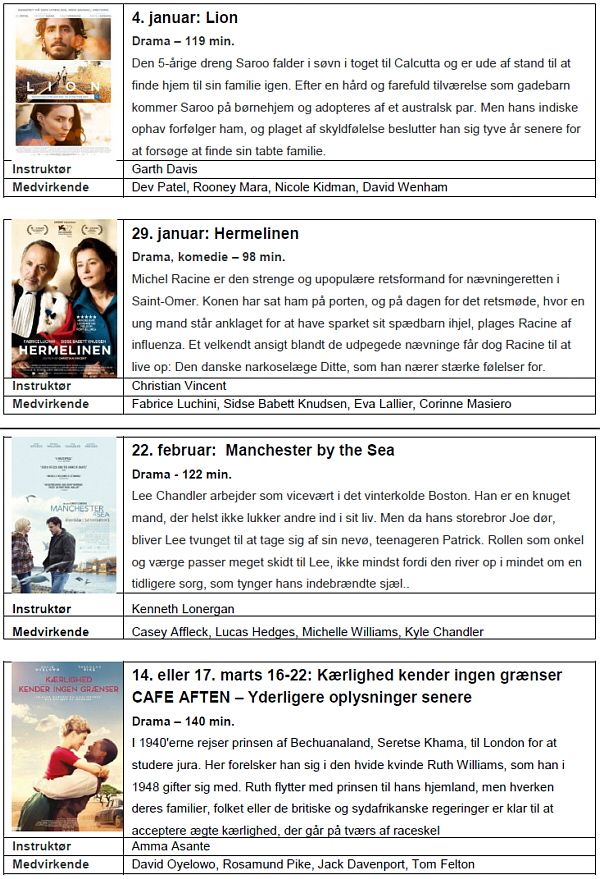 LION
4. januar: Lion
Drama – 119 min.
Den 5-årige dreng Saroo falder i søvn i toget til Calcutta og er ude af stand til at
finde hjem til sin familie igen. Efter en hård og farefuld tilværelse som gadebarn
kommer Saroo på børnehjem og adopteres af et australsk par. Men hans indiske
ophav forfølger ham, og plaget af skyldfølelse beslutter han sig tyve år senere for
at forsøge at finde sin tabte familie.
Instruktør Garth Davis
Medvirkende Dev Patel, Rooney Mara, Nicole Kidman, David Wenham
FABRICE LUCHINI SIDSE BABETT KNUDSEN
HERMELINEN
29. januar: Hermelinen
Drama, komedie – 98 min.
Michel Racine er den strenge og upopulære retsformand for nævningeretten i
Saint-Omer. Konen har sat ham på porten, og på dagen for det retsmøde, hvor en
ung mand står anklaget for at have sparket sit spædbarn ihjel, plages Racine af
influenza. Et velkendt ansigt blandt de udpegede nævninge får dog Racine til at
live op: Den danske narkoselæge Ditte, som han nærer stærke følelser for.
Instruktør Christian Vincent
Medvirkende Fabrice Luchini, Sidse Babett Knudsen, Eva Lallier, Corinne Masiero
MANCHESTER
SEA
22. februar:  Manchester by the Sea
Drama - 122 min.
Lee Chandler arbejder som vicevært i det vinterkolde Boston. Han er en knuget
mand, der helst ikke lukker andre ind i sit liv. Men da hans storebror Joe dør,
bliver Lee tvunget til at tage sig af sin nevø, teenageren Patrick. Rollen som onkel
og værge passer meget skidt til Lee, ikke mindst fordi den river op i mindet om en
tidligere sorg, som tynger hans indebrændte sjæl..
Instruktør Kenneth Lonergan
Medvirkende Casey Affleck, Lucas Hedges, Michelle Williams, Kyle Chandler
KÆRLIGHED
KENDER INGEN GRÆNSER
14. eller 17. marts 16-22: Kærlighed kender ingen grænser
CAFE AFTEN – Yderligere oplysninger senere
Drama – 140 min.
I 1940'erne rejser prinsen af Bechuanaland, Seretse Khama, til London for at
studere jura. Her forelsker han sig i den hvide kvinde Ruth Williams, som han i
1948 gifter sig med. Ruth flytter med prinsen til hans hjemland, men hverken
deres familier, folket eller de britiske og sydafrikanske regeringer er klar til at
acceptere ægte kærlighed, der går på tværs af raceskel
Instruktør Amma Asante
Medvirkende David Oyelowo, Rosamund Pike, Jack Davenport, Tom Felton